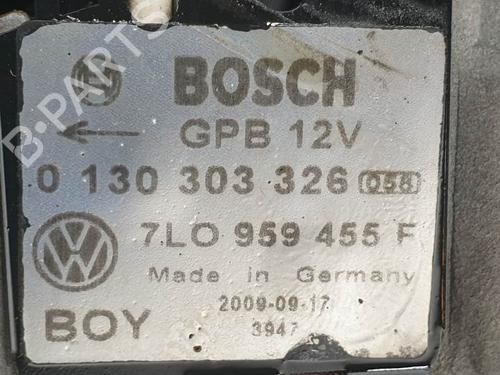 BOSCH
GPB 12V
0 130 303 326 058
7L0 959 455 F
Made in Germany
2009-09-17
BOY 3947
B-PARTS